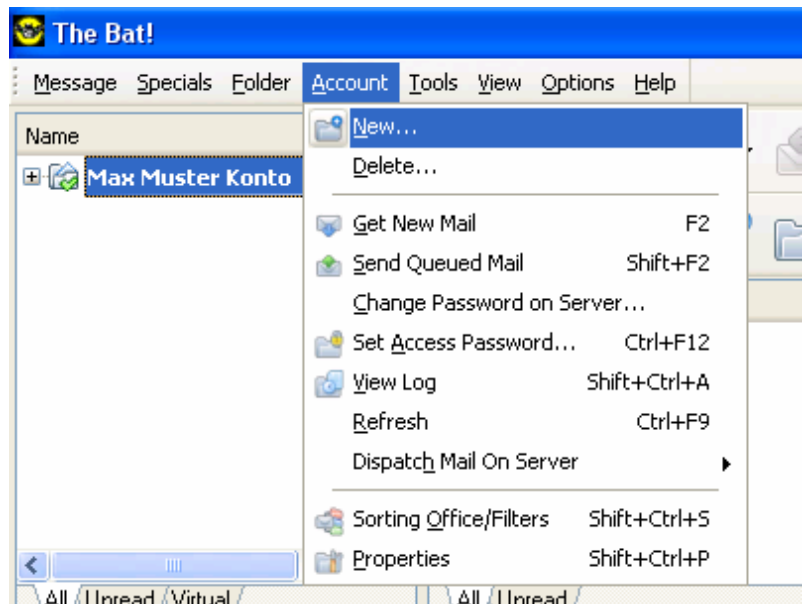 The Bat!
Message Specials Folder Account Tools View Options Help
Name
Max Muster Konto
New...
Delete...
Get New Mail F2
Send Queued Mail Shift+F2
Change Password on Server...
Set Access Password... Ctrl+F12
View Log Shift+Ctrl+A
Refresh Ctrl+F9
Dispatch Mail On Server
Sorting Office/Filters Shift+Ctrl+S
Properties Shift+Ctrl+P
All Unread Virtual All Unread